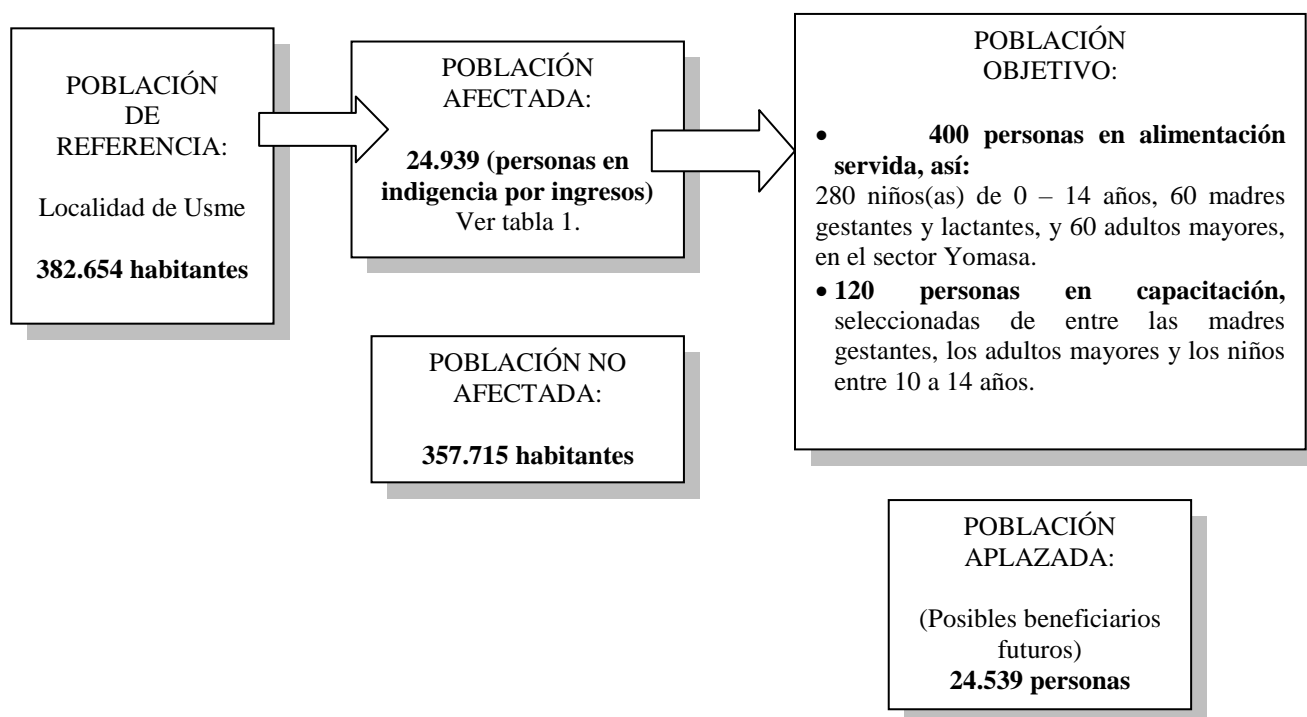 POBLACIÓN
DE
REFERENCIA:
Localidad de Usme
382.654 habitantes
POBLACIÓN
AFECTADA:
24.939 (personas en
indigencia por ingresos)
Ver tabla 1.
POBLACIÓN NO
AFECTADA:
357.715 habitantes
POBLACIÓN
OBJETIVO:
• 400 personas en alimentación
servida, así:
280 niños(as) de 0 – 14 años, 60 madres
gestantes y lactantes, y 60 adultos mayores,
en el sector Yomasa.
• 120 personas en capacitación,
seleccionadas de entre las madres
gestantes, los adultos mayores y los niños
entre 10 a 14 años.
POBLACIÓN
APLAZADA:
(Posibles beneficiarios
futuros)
24.539 personas